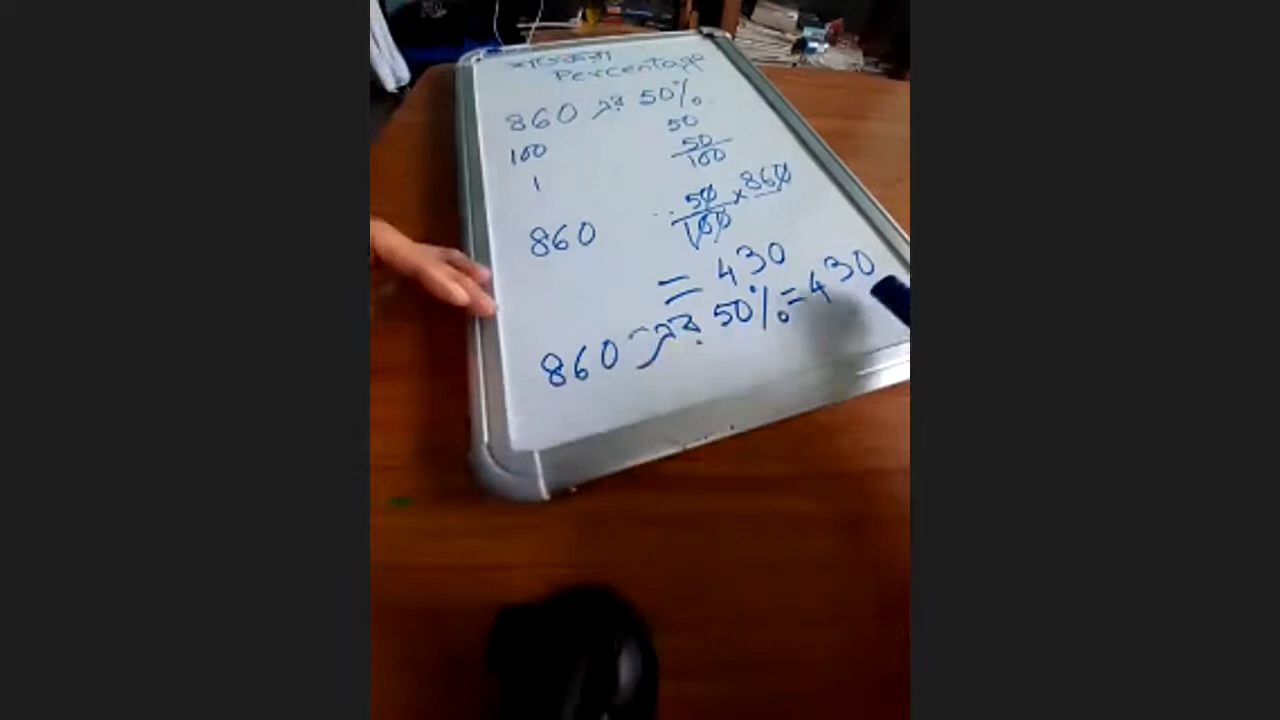 শতকরা
Percentage
860 এর 50%
100 50
1 50/100
860 50/100 × 860
= 430
860 এর 50% = 430